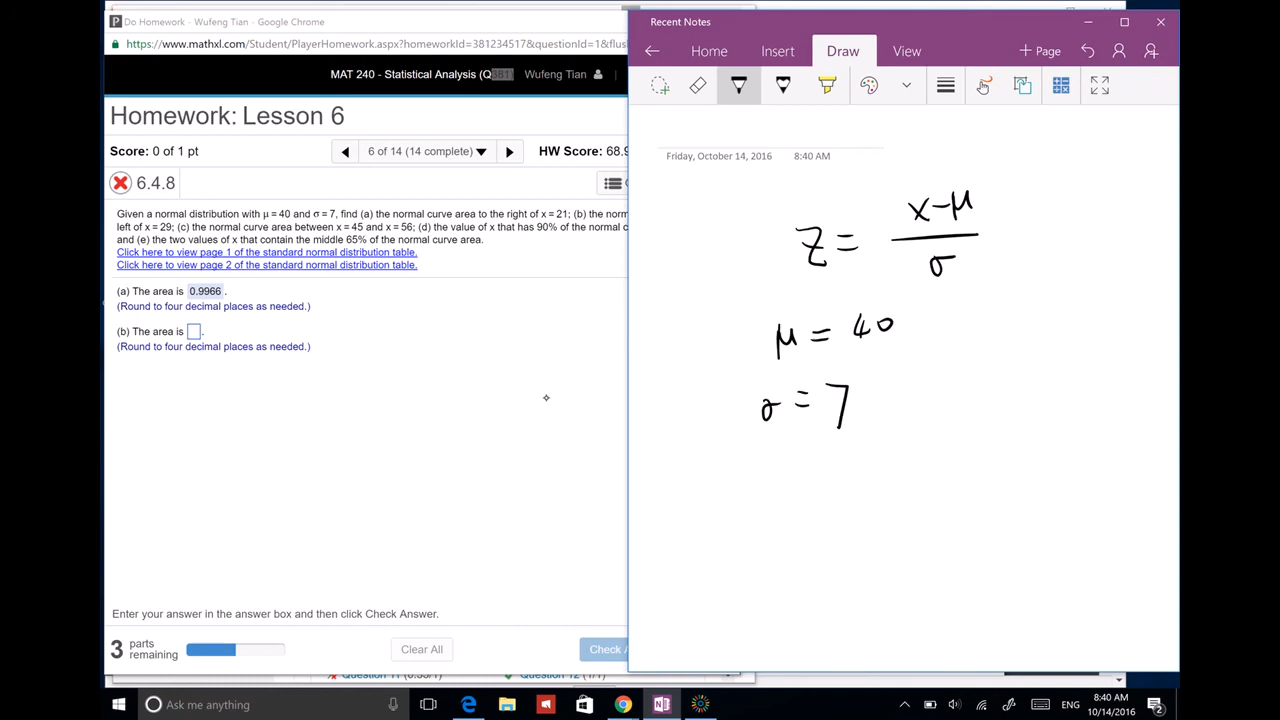 Do Homework - Wufeng Tian - Google Chrome
https://www.mathxl.com/Student/PlayerHomework.aspx?homeworkId=381234517&questionId=1&flus
MAT 240 - Statistical Analysis (Q381) Wufeng Tian
Homework: Lesson 6
Score: 0 of 1 pt
6 of 14 (14 complete)
HW Score: 68.9
6.4.8
Given a normal distribution with μ = 40 and σ = 7, find (a) the normal curve area to the right of x = 21; (b) the norm
left of x = 29; (c) the normal curve area between x = 45 and x = 56; (d) the value of x that has 90% of the normal c
and (e) the two values of x that contain the middle 65% of the normal curve area.
Click here to view page 1 of the standard normal distribution table.
Click here to view page 2 of the standard normal distribution table.
(a) The area is 0.9966 .
(Round to four decimal places as needed.)
(b) The area is .
(Round to four decimal places as needed.)
Enter your answer in the answer box and then click Check Answer.
3 parts
remaining
Clear All
Check A
Question 12 (1/1)
Recent Notes
Home Insert Draw View
+ Page
Friday, October 14, 2016 8:40 AM
z = x-μ
σ
μ = 40
σ = 7
Ask me anything
ENG
8:40 AM
10/14/2016
2